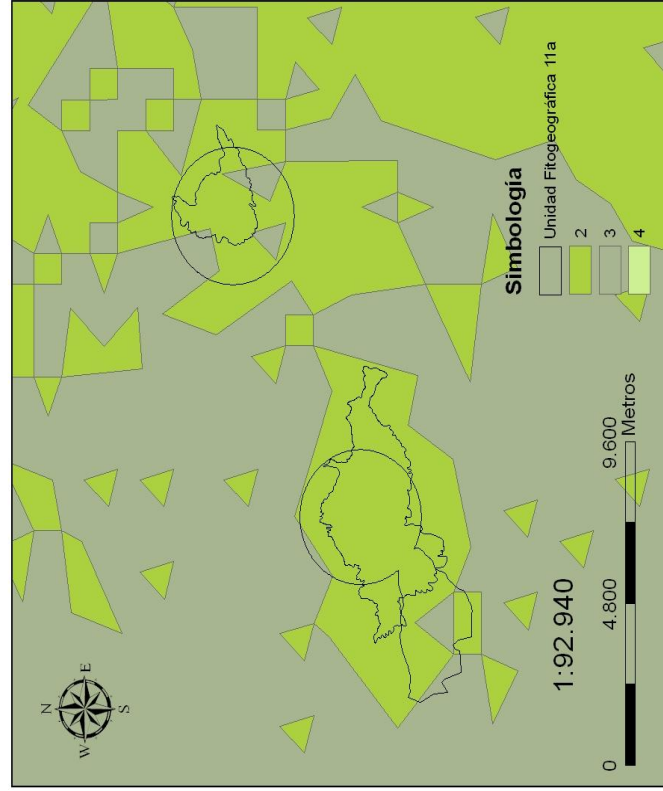 N
W E
S
Simbología
Unidad Fitogeográfica 11a
2
3
4
1:92.940
0 4.800 9.600
Metros